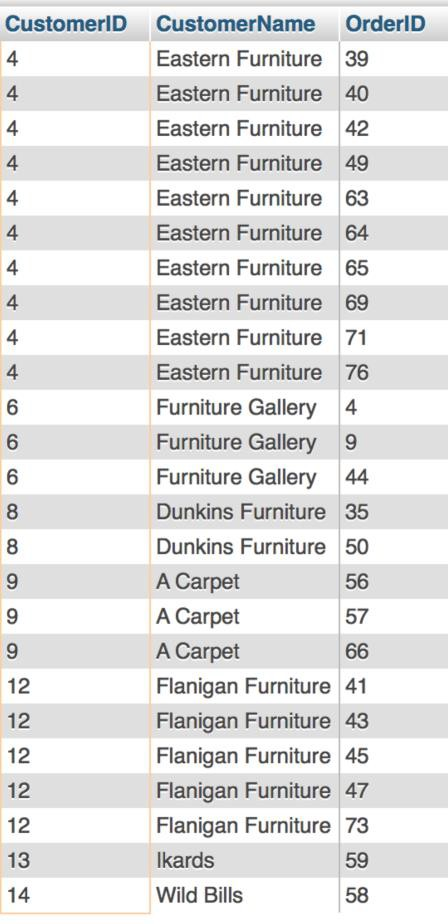 CustomerID CustomerName OrderID
4 Eastern Furniture 39
4 Eastern Furniture 40
4 Eastern Furniture 42
4 Eastern Furniture 49
4 Eastern Furniture 63
4 Eastern Furniture 64
4 Eastern Furniture 65
4 Eastern Furniture 69
4 Eastern Furniture 71
4 Eastern Furniture 76
6 Furniture Gallery 4
6 Furniture Gallery 9
6 Furniture Gallery 44
8 Dunkins Furniture 35
8 Dunkins Furniture 50
9 A Carpet 56
9 A Carpet 57
9 A Carpet 66
12 Flanigan Furniture 41
12 Flanigan Furniture 43
12 Flanigan Furniture 45
12 Flanigan Furniture 47
12 Flanigan Furniture 73
13 Ikards 59
14 Wild Bills 58